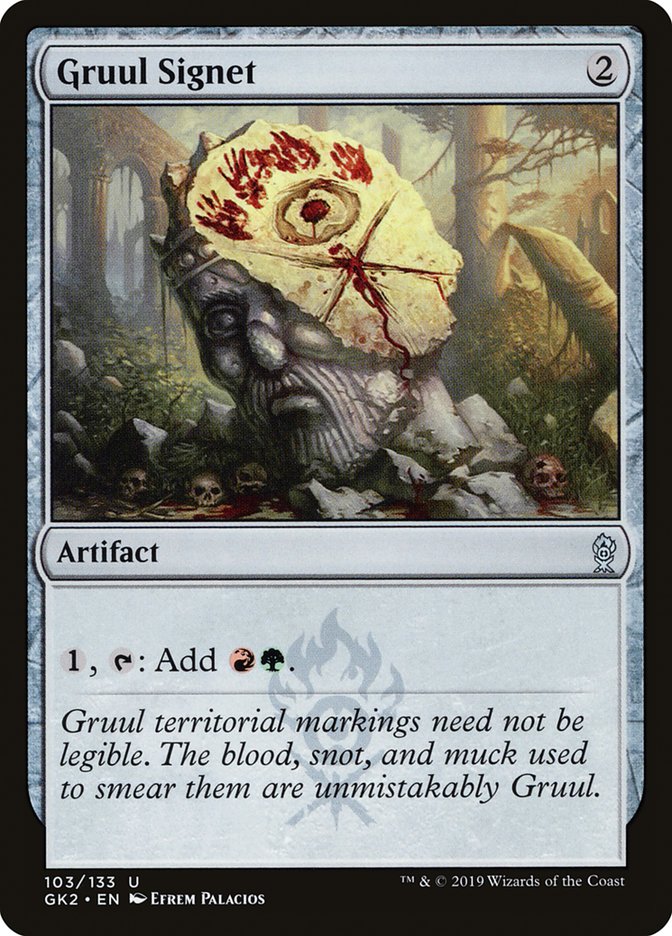 Gruul Signet 2
Artifact
1, T: Add RG.
Gruul territorial markings need not be
legible. The blood, snot, and muck used
to smear them are unmistakably Gruul.
103/133 U
GK2 • EN Efrem Palacios
™ & © 2019 Wizards of the Coast